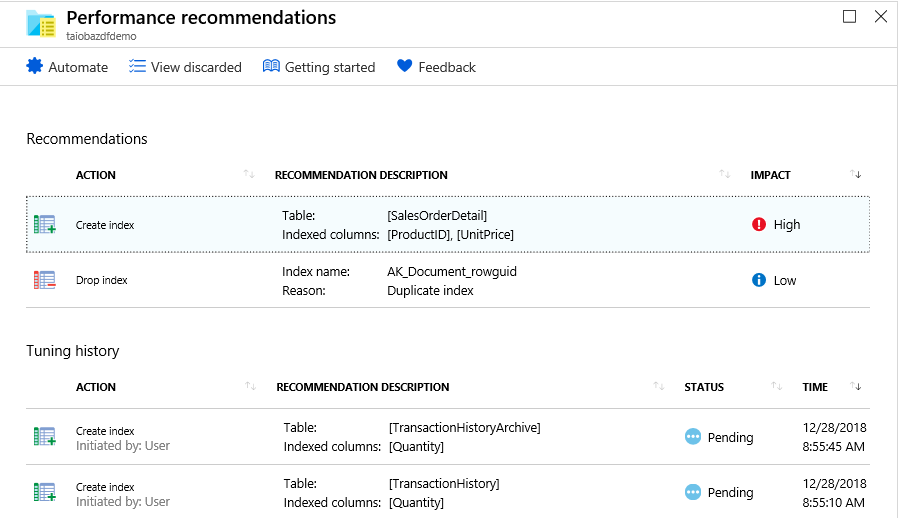 Performance recommendations
taiobazdfdemo
Automate View discarded Getting started Feedback
Recommendations
ACTION RECOMMENDATION DESCRIPTION IMPACT
Create index Table: [SalesOrderDetail] High
Indexed columns: [ProductID], [UnitPrice]
Drop index Index name: AK_Document_rowguid Low
Reason: Duplicate index
Tuning history
ACTION RECOMMENDATION DESCRIPTION STATUS TIME
Create index Table: [TransactionHistoryArchive] Pending 12/28/2018
Initiated by: User Indexed columns: [Quantity] 8:55:45 AM
Create index Table: [TransactionHistory] Pending 12/28/2018
Initiated by: User Indexed columns: [Quantity] 8:55:10 AM